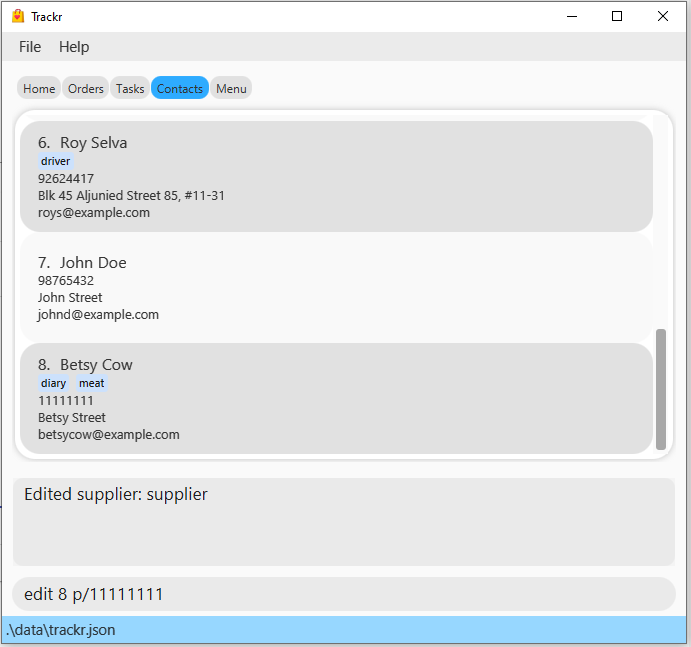 Trackr
File Help
Home Orders Tasks Contacts Menu
6. Roy Selva
driver
92624417
Blk 45 Aljunied Street 85, #11-31
roys@example.com
7. John Doe
98765432
John Street
johnd@example.com
8. Betsy Cow
diary meat
11111111
Betsy Street
betsycow@example.com
Edited supplier: supplier
edit 8 p/11111111
.\data\trackr.json